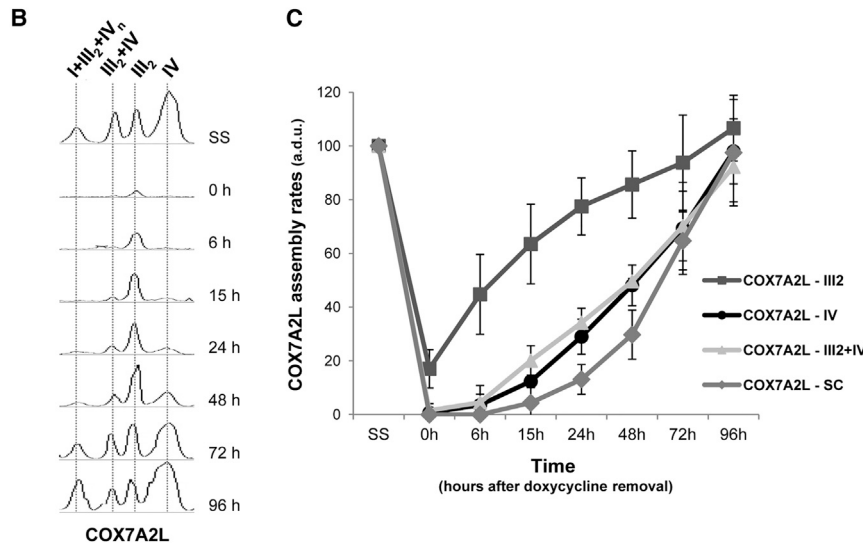 B
I+III₂+IVₙ
III₂+IV
III₂
IV
SS
0 h
6 h
15 h
24 h
48 h
72 h
96 h
COX7A2L
C
COX7A2L assembly rates (a.d.u.)
120
100
80
60
40
20
0
SS 0h 6h 15h 24h 48h 72h 96h
Time
(hours after doxycycline removal)
COX7A2L - III2
COX7A2L - IV
COX7A2L - III2+IV
COX7A2L - SC